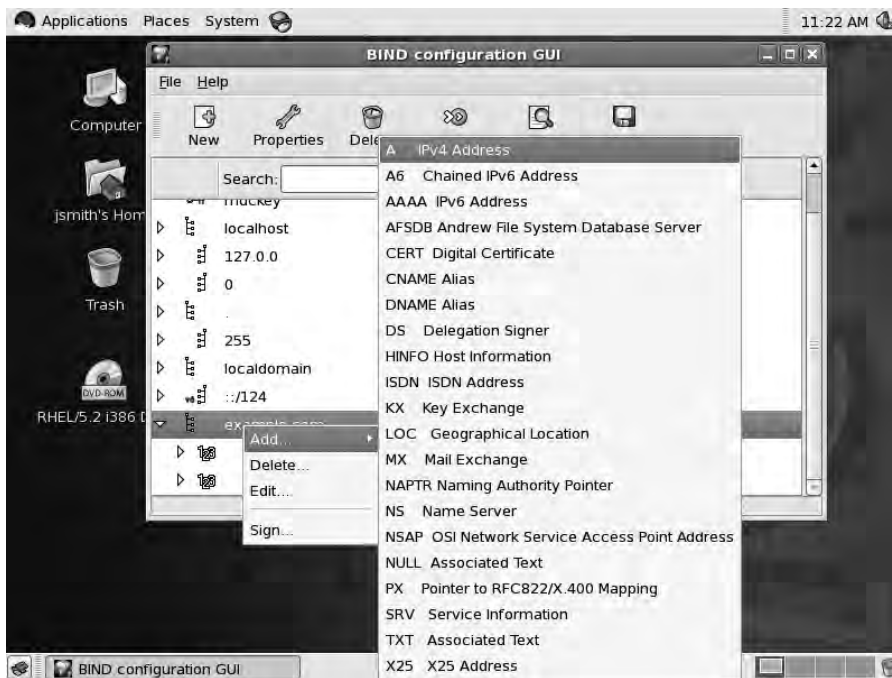 Applications Places System
11:22 AM
BIND configuration GUI
File Help
New Properties Dele
Search:
Computer
jsmith's Hom
Trash
DVD-ROM
RHEL/5.2 i386
localhost
127.0.0
0
.
255
localdomain
v6 ::/124
example.com
Add...
Delete...
Edit...
Sign...
A IPv4 Address
A6 Chained IPv6 Address
AAAA IPv6 Address
AFSDB Andrew File System Database Server
CERT Digital Certificate
CNAME Alias
DNAME Alias
DS Delegation Signer
HINFO Host Information
ISDN ISDN Address
KX Key Exchange
LOC Geographical Location
MX Mail Exchange
NAPTR Naming Authority Pointer
NS Name Server
NSAP OSI Network Service Access Point Address
NULL Associated Text
PX Pointer to RFC822/X.400 Mapping
SRV Service Information
TXT Associated Text
X25 X25 Address
BIND configuration GUI